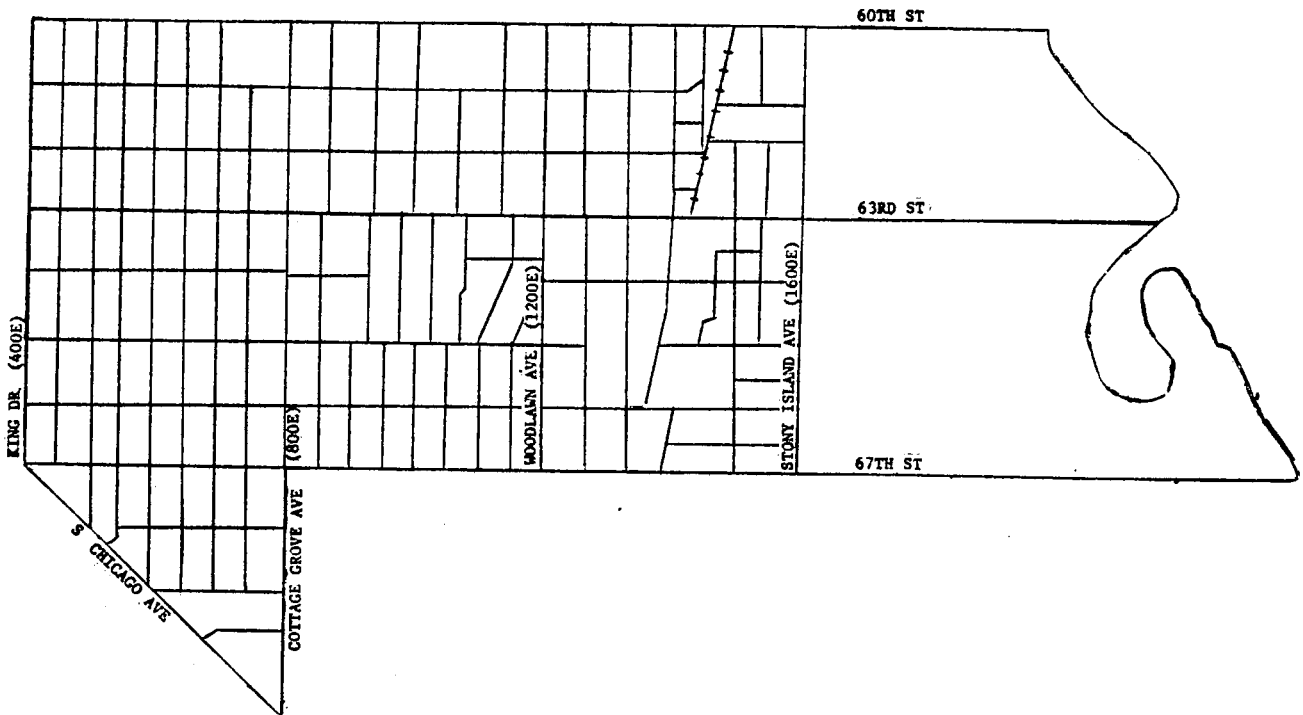 60TH ST
63RD ST
KING DR (400E)
WOODLAWN AVE (1200E)
STONY ISLAND AVE (1600E)
67TH ST
COTTAGE GROVE AVE (800E)
S CHICAGO AVE